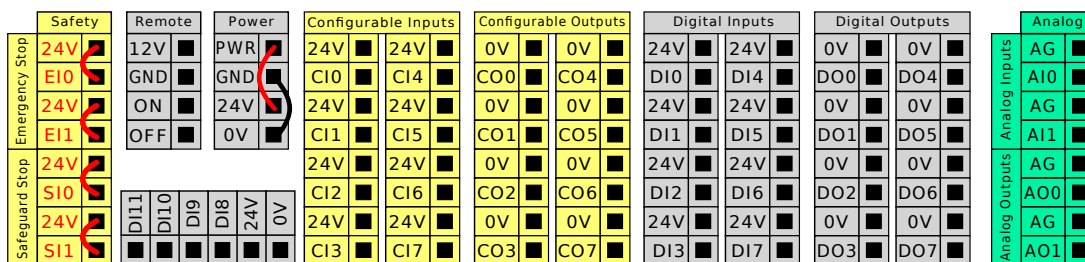 Safety
Emergency Stop
24V
EI0
24V
EI1
Safeguard Stop
24V
SI0
24V
SI1
Remote
12V
GND
ON
OFF
Power
PWR
GND
24V
0V
DI11
DI10
DI9
DI8
24V
0V
Configurable Inputs
24V 24V
CI0 CI4
24V 24V
CI1 CI5
24V 24V
CI2 CI6
24V 24V
CI3 CI7
Configurable Outputs
0V 0V
CO0 CO4
0V 0V
CO1 CO5
0V 0V
CO2 CO6
0V 0V
CO3 CO7
Digital Inputs
24V 24V
DI0 DI4
24V 24V
DI1 DI5
24V 24V
DI2 DI6
24V 24V
DI3 DI7
Digital Outputs
0V 0V
DO0 DO4
0V 0V
DO1 DO5
0V 0V
DO2 DO6
0V 0V
DO3 DO7
Analog
Analog Inputs
AG
AI0
AG
AI1
Analog Outputs
AG
AO0
AG
AO1